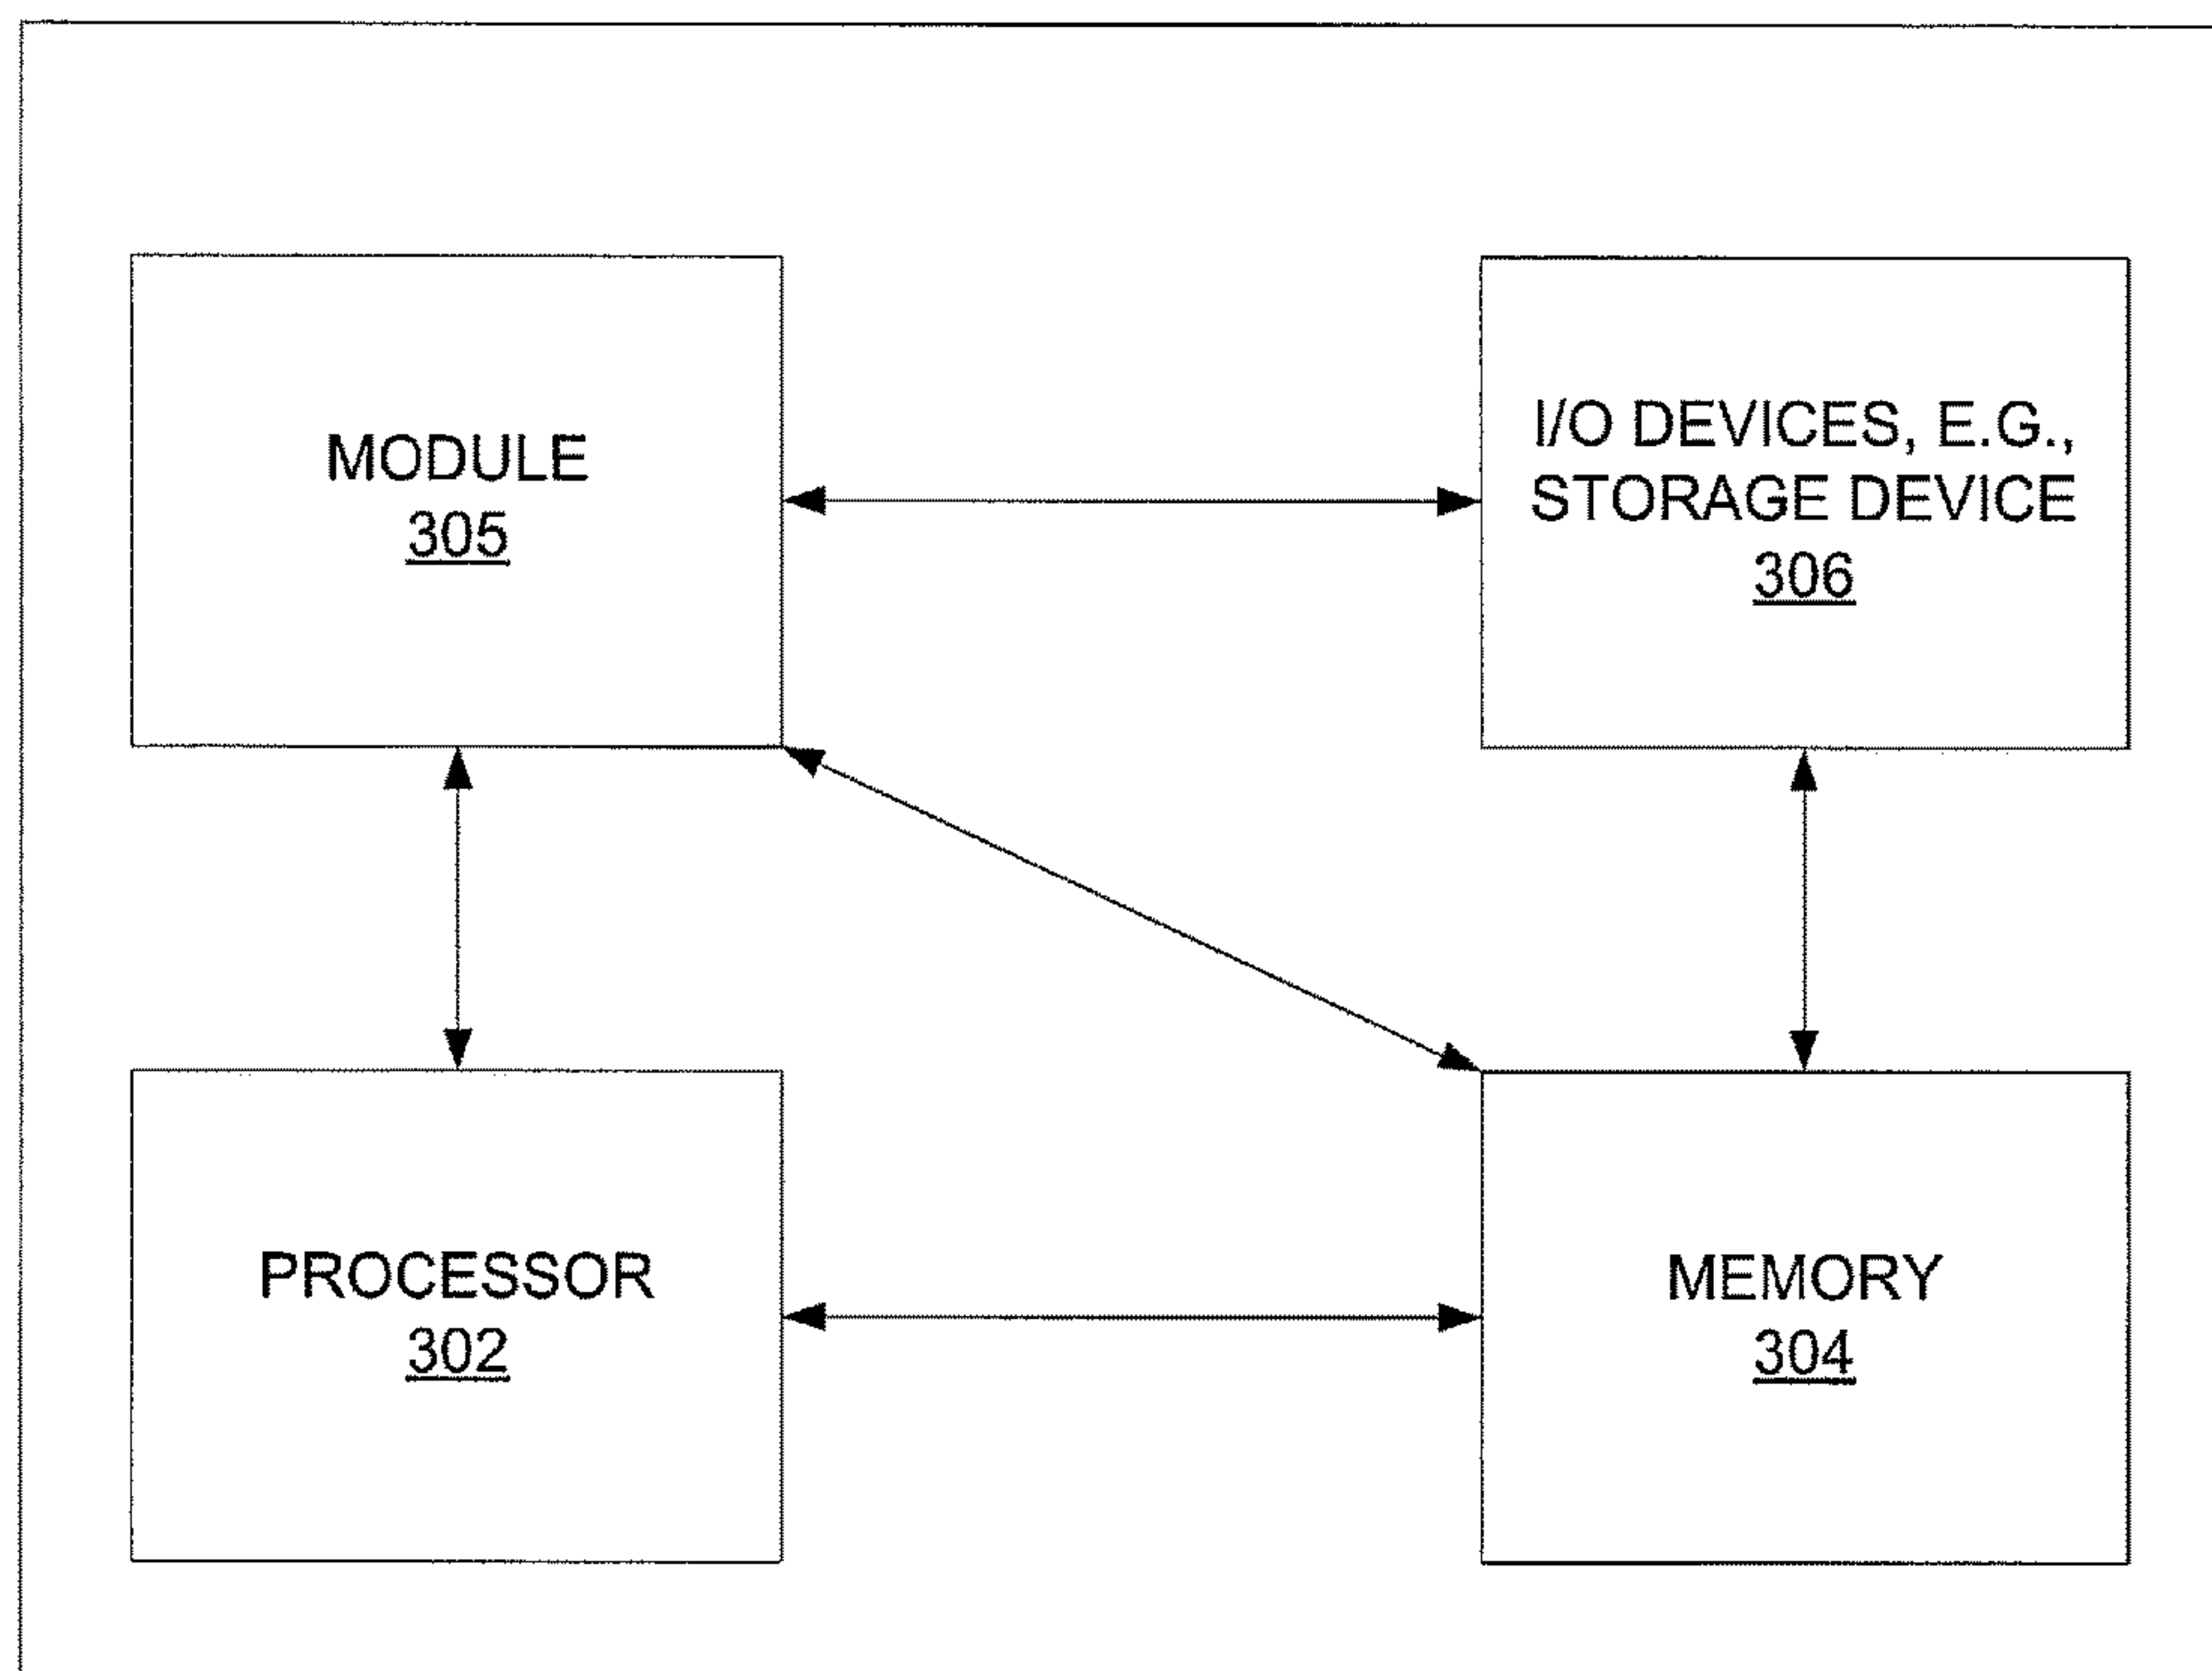 MODULE
305
I/O DEVICES, E.G.,
STORAGE DEVICE
306
PROCESSOR
302
MEMORY
304